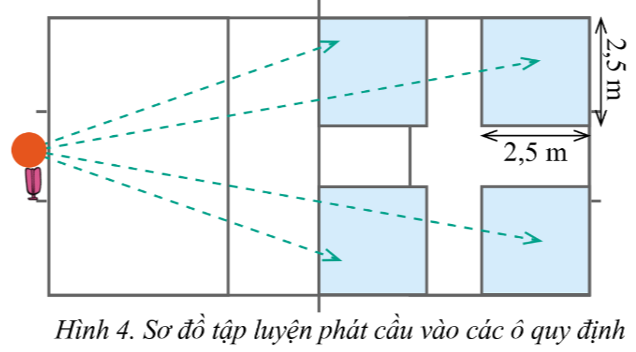 2,5 m
2,5 m
Hình 4. Sơ đồ tập luyện phát cầu vào các ô quy định